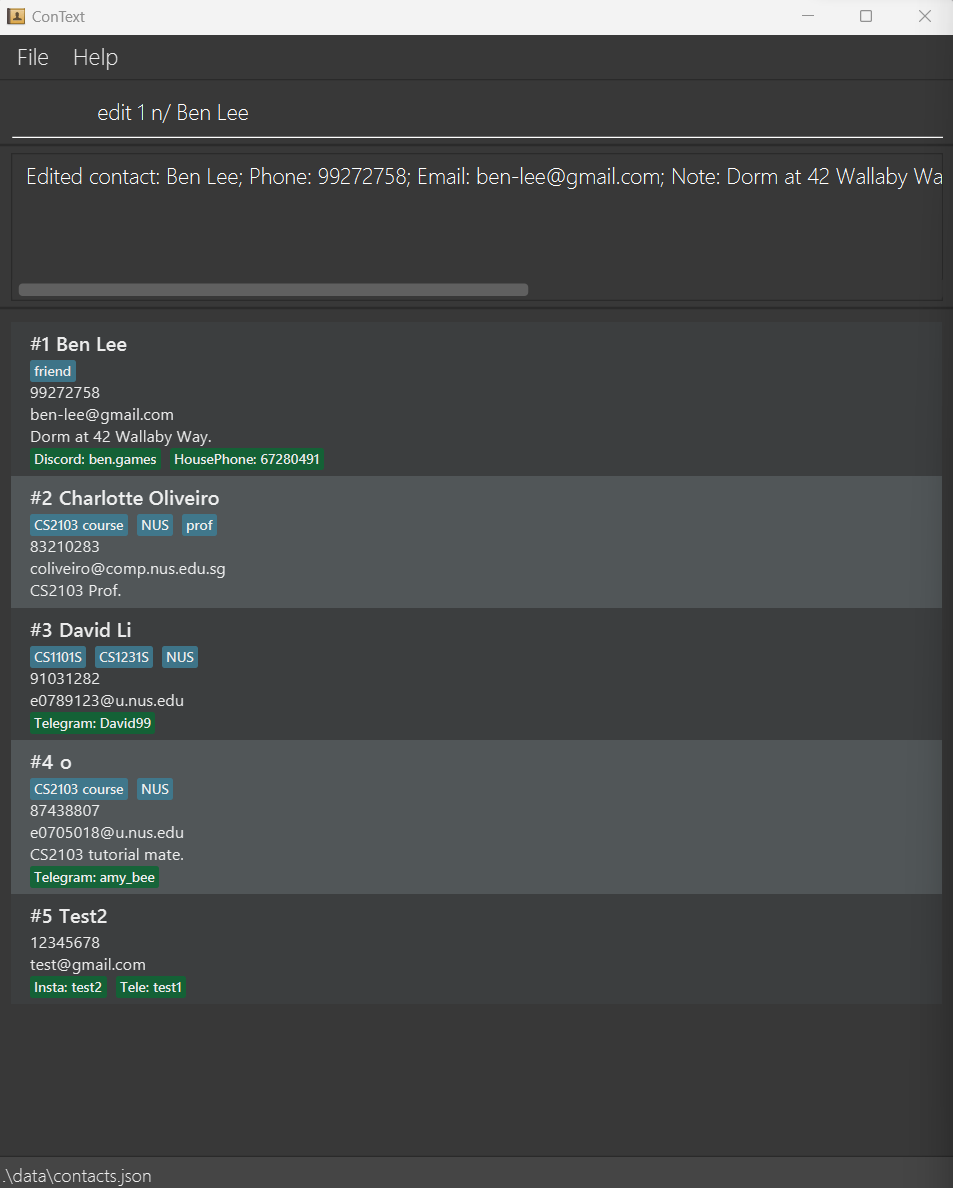 ConText
File Help
edit 1 n/ Ben Lee
Edited contact: Ben Lee; Phone: 99272758; Email: ben-lee@gmail.com; Note: Dorm at 42 Wallaby Wa
#1 Ben Lee
friend
99272758
ben-lee@gmail.com
Dorm at 42 Wallaby Way.
Discord: ben.games HousePhone: 67280491
#2 Charlotte Oliveiro
CS2103 course NUS prof
83210283
coliveiro@comp.nus.edu.sg
CS2103 Prof.
#3 David Li
CS1101S CS1231S NUS
91031282
e0789123@u.nus.edu
Telegram: David99
#4 o
CS2103 course NUS
87438807
e0705018@u.nus.edu
CS2103 tutorial mate.
Telegram: amy_bee
#5 Test2
12345678
test@gmail.com
Insta: test2 Tele: test1
.\data\contacts.json